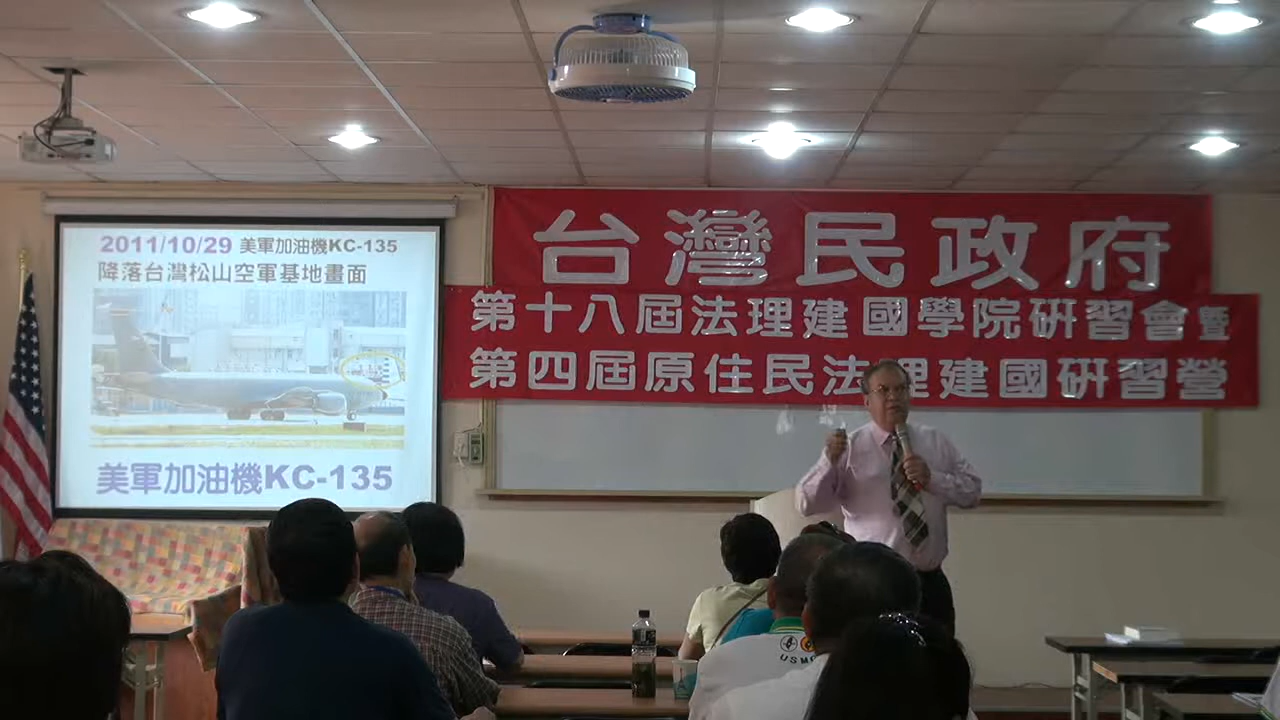 2011/10/29 美軍加油機KC-135
降落台灣松山空軍基地畫面
美軍加油機KC-135
台灣民政府
第十八屆法理建國學院研習會暨
第四屆原住民法理建國研習營
USMC